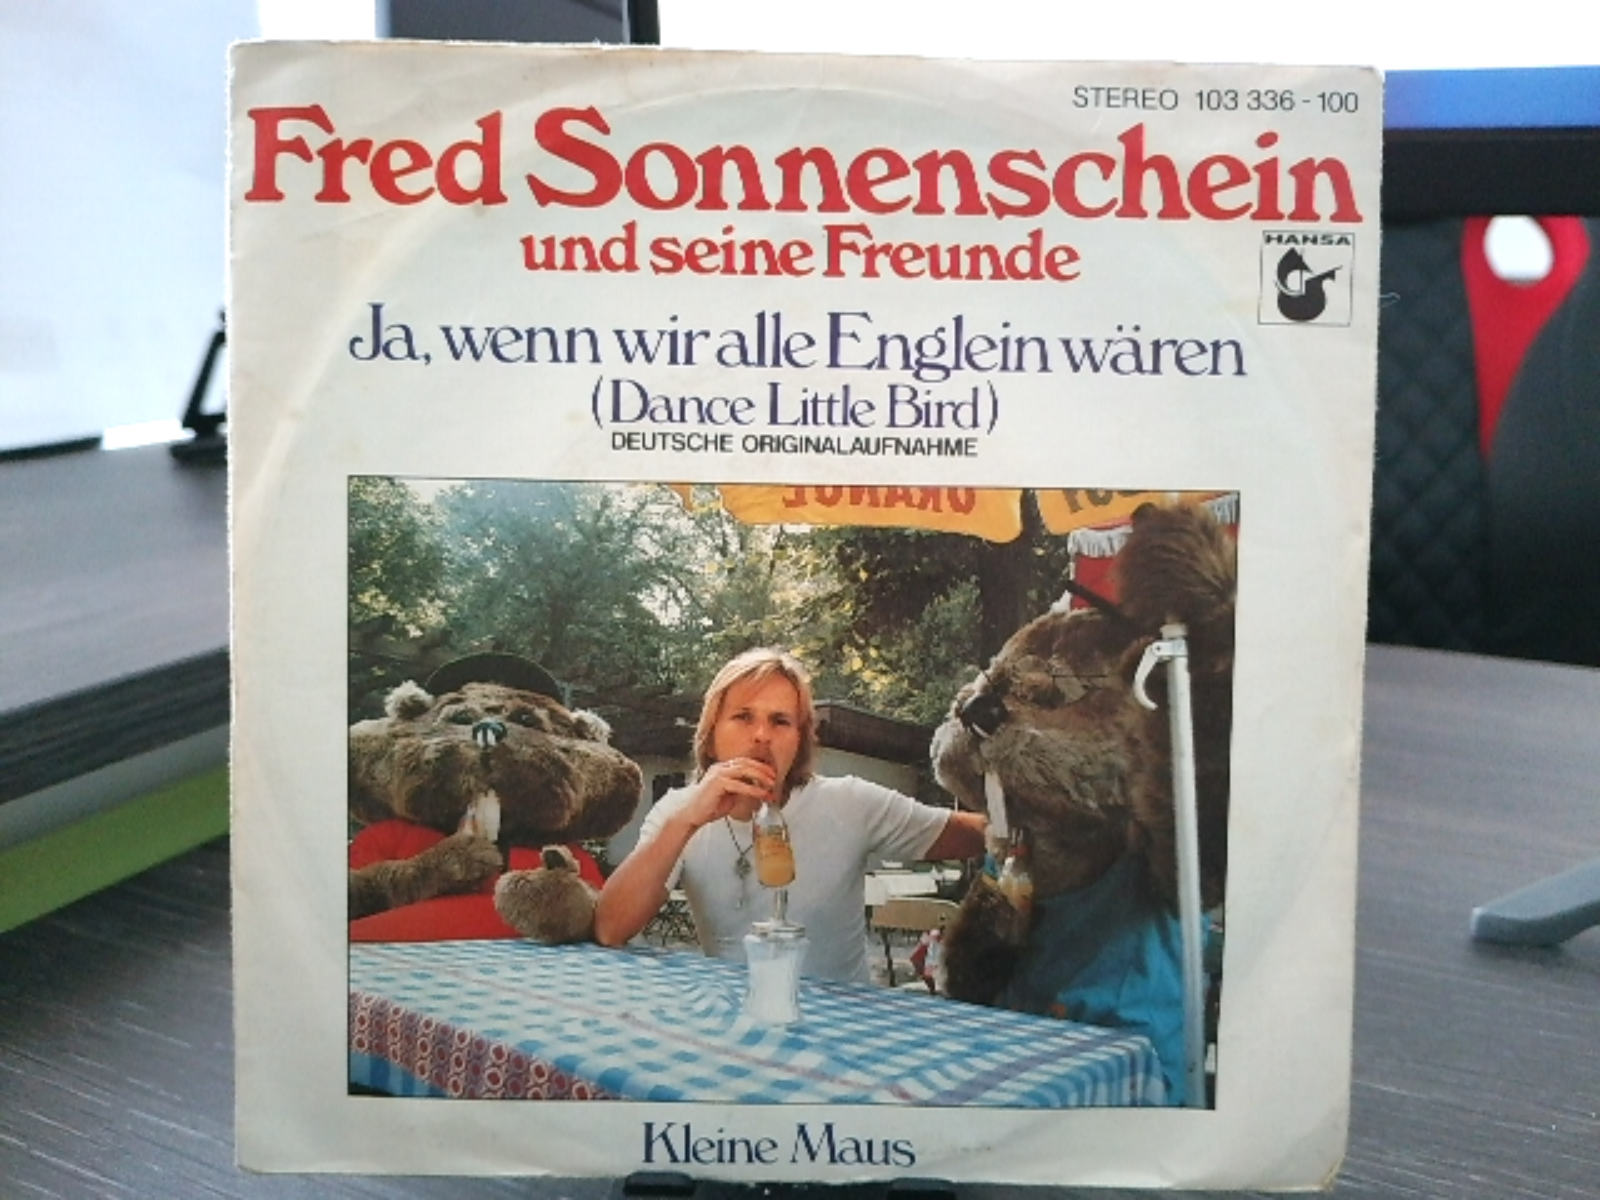 STEREO 103 336 - 100
Fred Sonnenschein
und seine Freunde
HANSA
Ja, wenn wir alle Englein wären
(Dance Little Bird)
DEUTSCHE ORIGINALAUFNAHME
ORANGE
Kleine Maus